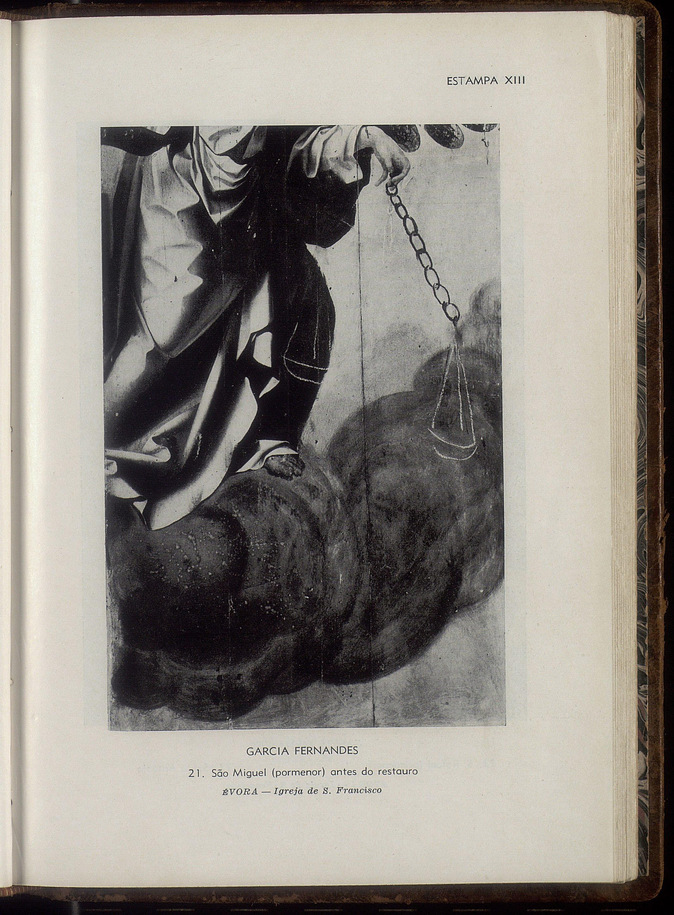 ESTAMPA XIII
GARCIA FERNANDES
21. São Miguel (pormenor) antes do restauro
ÉVORA — Igreja de S. Francisco